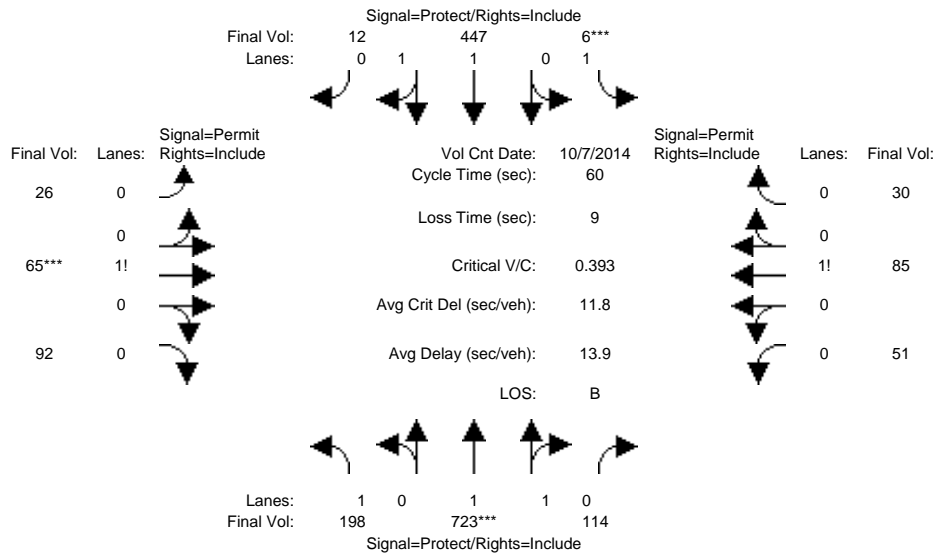 Signal=Protect/Rights=Include
Final Vol: 12 447 6***
Lanes: 0 1 1 0 1
Signal=Permit Signal=Permit
Final Vol: Lanes: Rights=Include Vol Cnt Date: 10/7/2014 Rights=Include Lanes: Final Vol:
Cycle Time (sec): 60
26 0 0 30
Loss Time (sec): 9
0 0
65*** 1! Critical V/C: 0.393 1! 85
0 Avg Crit Del (sec/veh): 11.8 0
92 0 Avg Delay (sec/veh): 13.9 0 51
LOS: B
Lanes: 1 0 1 1 0
Final Vol: 198 723*** 114
Signal=Protect/Rights=Include